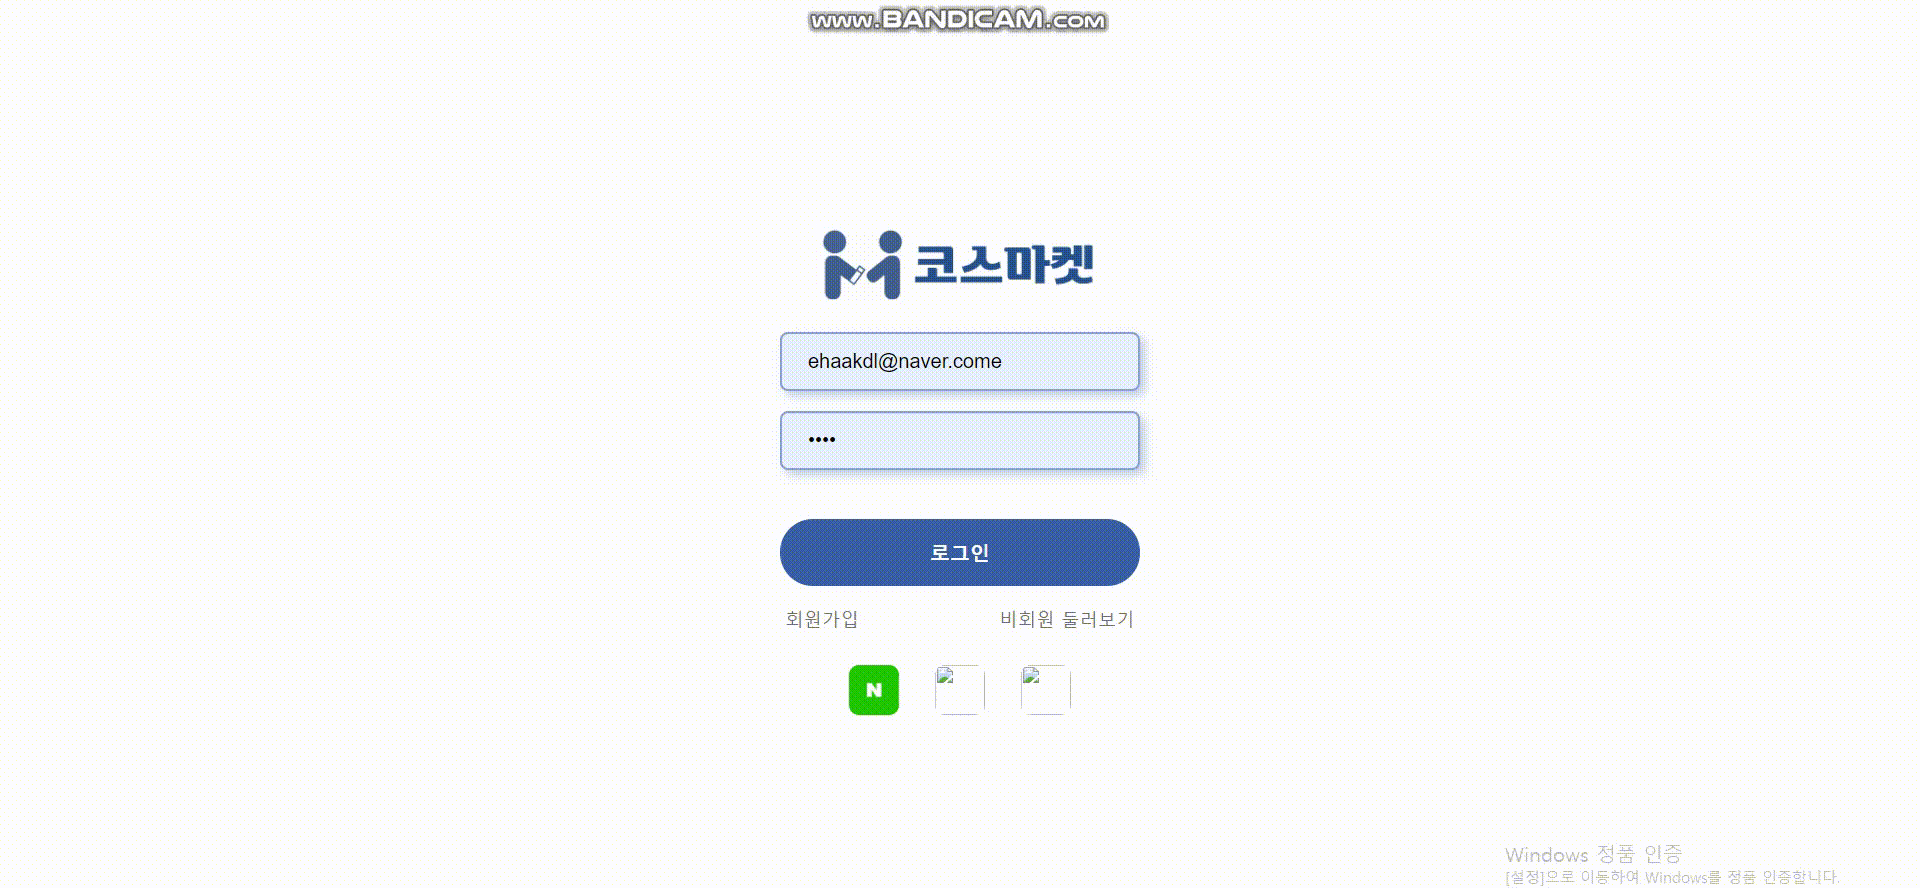 www.BANDICAM.com
코스마켓
ehaakdl@naver.come
••••
로그인
회원가입 비회원 둘러보기
N
Windows 정품 인증
[설정]으로 이동하여 Windows를 정품 인증합니다.